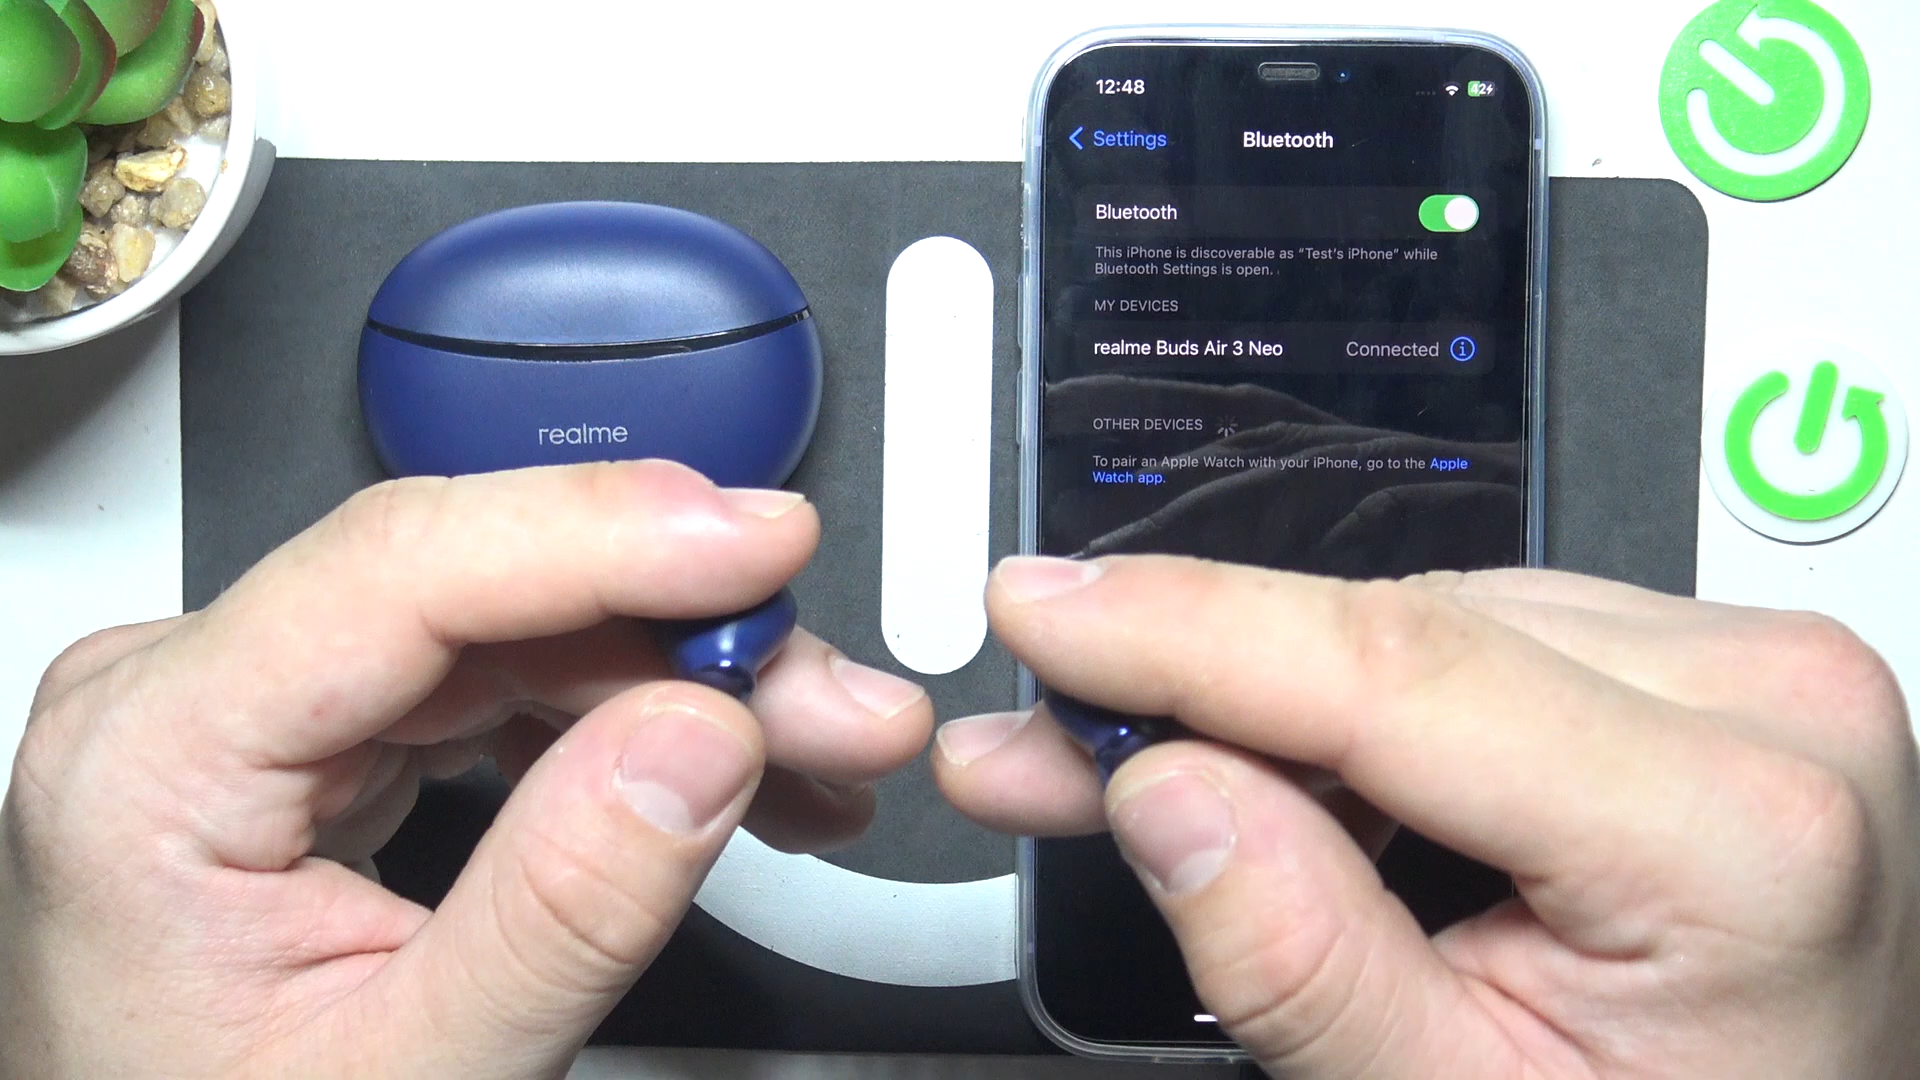 realme
12:48
42
Settings
Bluetooth
Bluetooth
This iPhone is discoverable as “Test's iPhone” while
Bluetooth Settings is open.
MY DEVICES
realme Buds Air 3 Neo
Connected
OTHER DEVICES
To pair an Apple Watch with your iPhone, go to the Apple
Watch app.